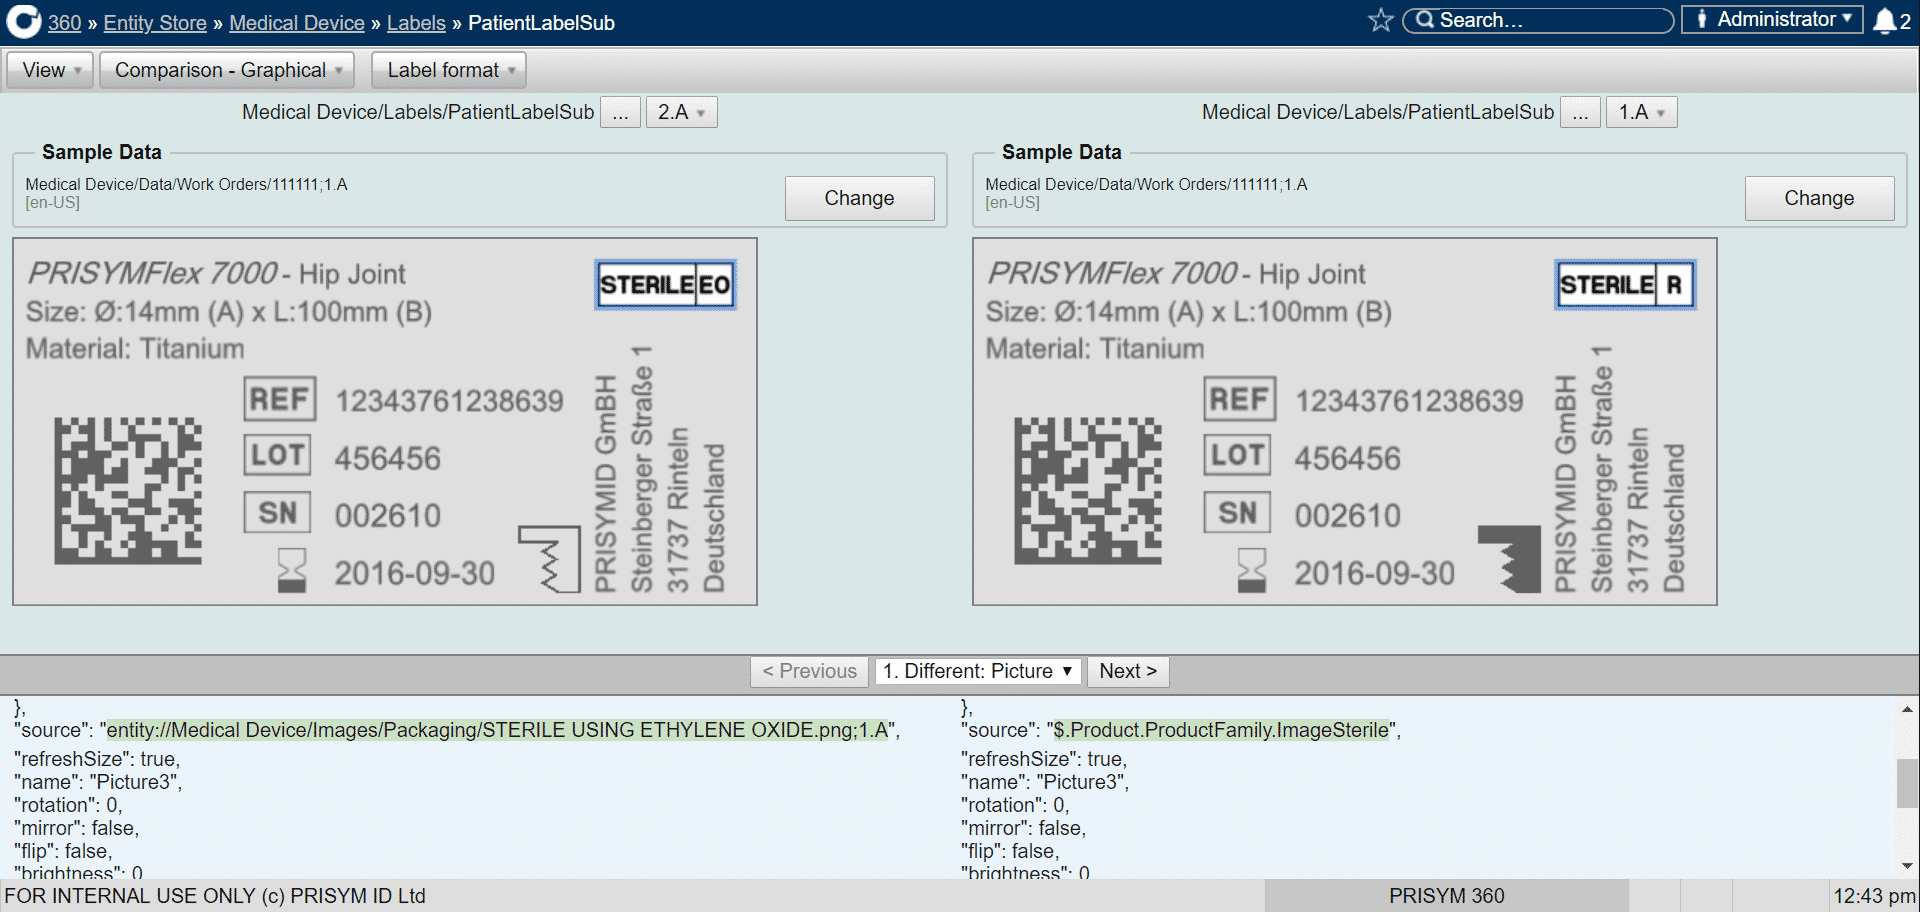 360 » Entity Store » Medical Device » Labels » PatientLabelSub
Search...
Administrator
2
View
Comparison - Graphical
Label format
Medical Device/Labels/PatientLabelSub ... 2.A
Sample Data
Medical Device/Data/Work Orders/111111;1.A
[en-US]
Change
PRISYMFlex 7000 - Hip Joint
Size: Ø:14mm (A) x L:100mm (B)
Material: Titanium
STERILE EO
REF 12343761238639
LOT 456456
SN 002610
2016-09-30
PRISYMID GmBH
Steinberger Straße 1
31737 Rinteln
Deutschland
Medical Device/Labels/PatientLabelSub ... 1.A
Sample Data
Medical Device/Data/Work Orders/111111;1.A
[en-US]
Change
PRISYMFlex 7000 - Hip Joint
Size: Ø:14mm (A) x L:100mm (B)
Material: Titanium
STERILE R
REF 12343761238639
LOT 456456
SN 002610
2016-09-30
PRISYMID GmBH
Steinberger Straße 1
31737 Rinteln
Deutschland
< Previous
1. Different: Picture
Next >
},
"source": "entity://Medical Device/Images/Packaging/STERILE USING ETHYLENE OXIDE.png;1.A",
"refreshSize": true,
"name": "Picture3",
"rotation": 0,
"mirror": false,
"flip": false,
"brightness": 0
},
"source": "$.Product.ProductFamily.ImageSterile",
"refreshSize": true,
"name": "Picture3",
"rotation": 0,
"mirror": false,
"flip": false,
"brightness": 0
FOR INTERNAL USE ONLY (c) PRISYM ID Ltd
PRISYM 360
12:43 pm